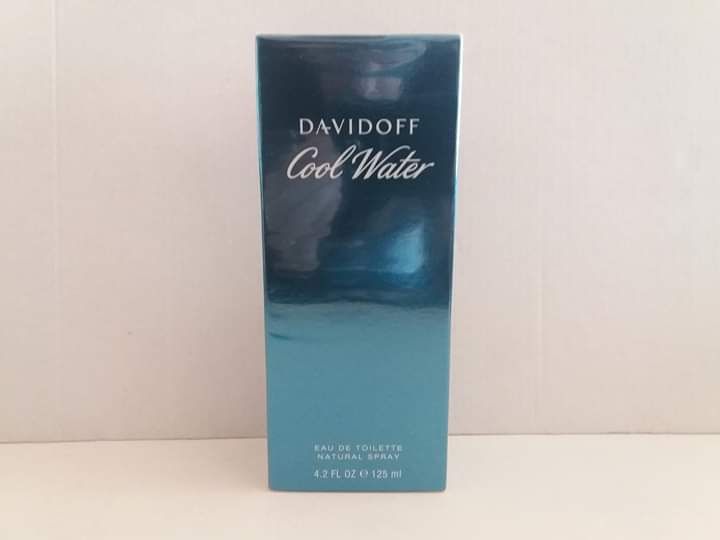 DAVIDOFF
Cool Water
EAU DE TOILETTE
NATURAL SPRAY
4.2 FL OZ ℮ 125 ml